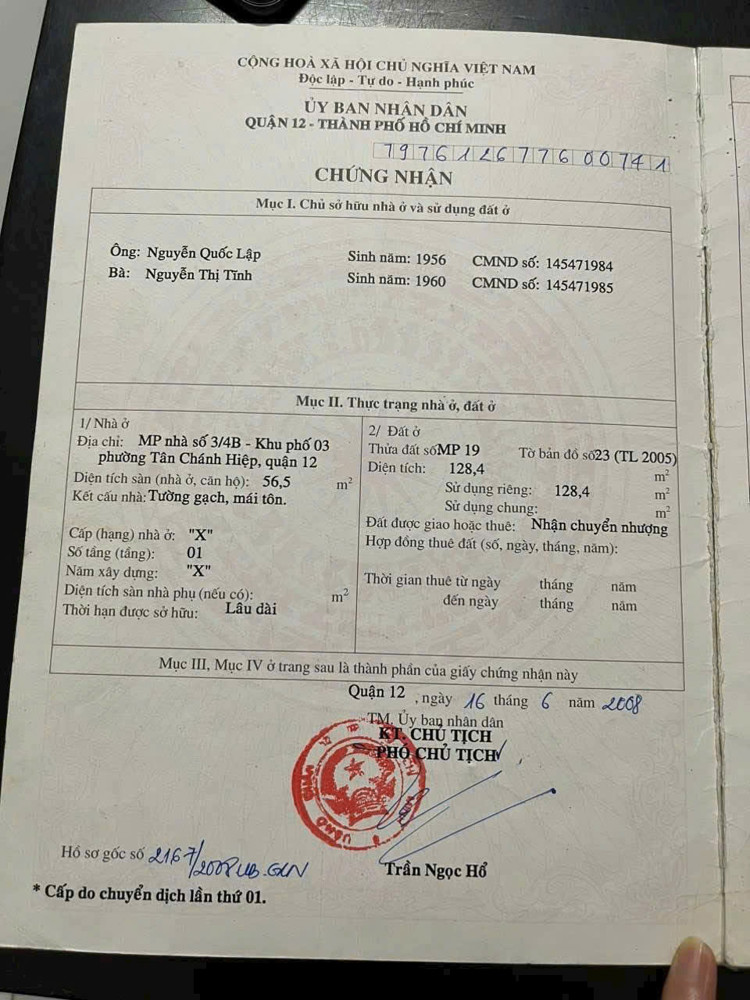 CỘNG HOÀ XÃ HỘI CHỦ NGHĨA VIỆT NAM
Độc lập - Tự do - Hạnh phúc
ỦY BAN NHÂN DÂN
QUẬN 12 - THÀNH PHỐ HỒ CHÍ MINH
797612677600741
CHỨNG NHẬN
Mục I. Chủ sở hữu nhà ở và sử dụng đất ở
Ông: Nguyễn Quốc Lập Sinh năm: 1956 CMND số: 145471984
Bà: Nguyễn Thị Tĩnh Sinh năm: 1960 CMND số: 145471985
Mục II. Thực trạng nhà ở, đất ở
1/ Nhà ở
Địa chỉ: MP nhà số 3/4B - Khu phố 03
phường Tân Chánh Hiệp, quận 12
Diện tích sàn (nhà ở, căn hộ): 56,5 m²
Kết cấu nhà: Tường gạch, mái tôn.
Cấp (hạng) nhà ở: "X"
Số tầng (tầng): 01
Năm xây dựng: "X"
Diện tích sàn nhà phụ (nếu có): m²
Thời hạn được sở hữu: Lâu dài
2/ Đất ở
Thửa đất số MP 19 Tờ bản đồ số 23 (TL 2005)
Diện tích: 128,4 m²
Sử dụng riêng: 128,4 m²
Sử dụng chung: m²
Đất được giao hoặc thuê: Nhận chuyển nhượng
Hợp đồng thuê đất (số, ngày, tháng, năm):
Thời gian thuê từ ngày tháng năm
đến ngày tháng năm
Mục III, Mục IV ở trang sau là thành phần của giấy chứng nhận này
Quận 12 , ngày 16 tháng 6 năm 2008
TM. Ủy ban nhân dân
KT. CHỦ TỊCH
PHÓ CHỦ TỊCH
Hồ sơ gốc số 2167/2008UB.GCN
Trần Ngọc Hổ
* Cấp do chuyển dịch lần thứ 01.